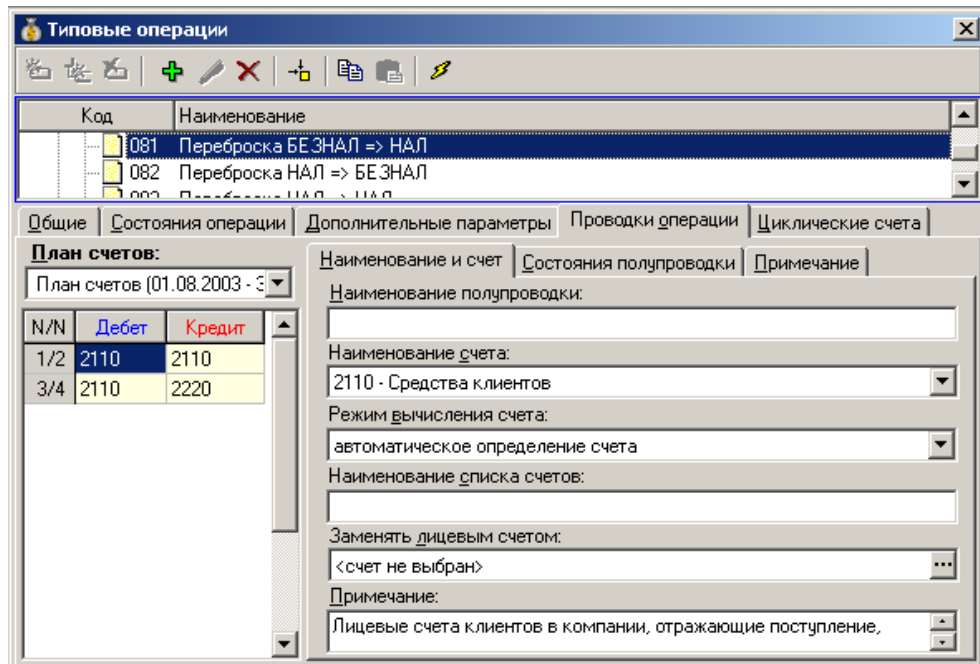 Типовые операции
Код Наименование
081 Переброска БЕЗНАЛ => НАЛ
082 Переброска НАЛ => БЕЗНАЛ
Общие Состояния операции Дополнительные параметры Проводки операции Циклические счета
План счетов:
План счетов (01.08.2003 - З
N/N Дебет Кредит
1/2 2110 2110
3/4 2110 2220
Наименование и счет Состояния полупроводки Примечание
Наименование полупроводки:
Наименование счета:
2110 - Средства клиентов
Режим вычисления счета:
автоматическое определение счета
Наименование списка счетов:
Заменять лицевым счетом:
<счет не выбран>
...
Примечание:
Лицевые счета клиентов в компании, отражающие поступление,